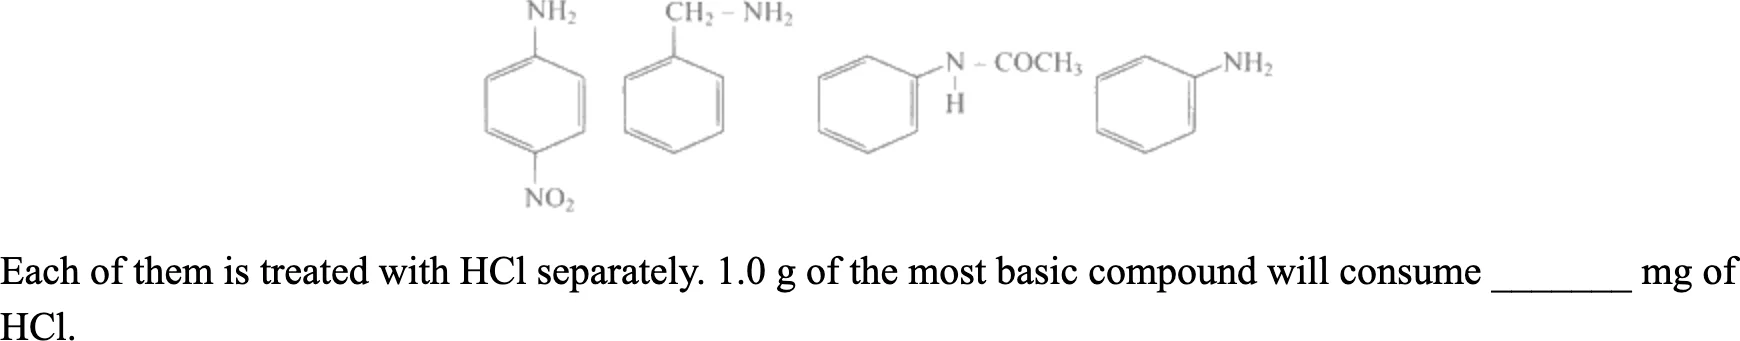 NH₂ CH₂ – NH₂
N – COCH₃ NH₂
H
NO₂
Each of them is treated with HCl separately. 1.0 g of the most basic compound will consume _______ mg of
HCl.